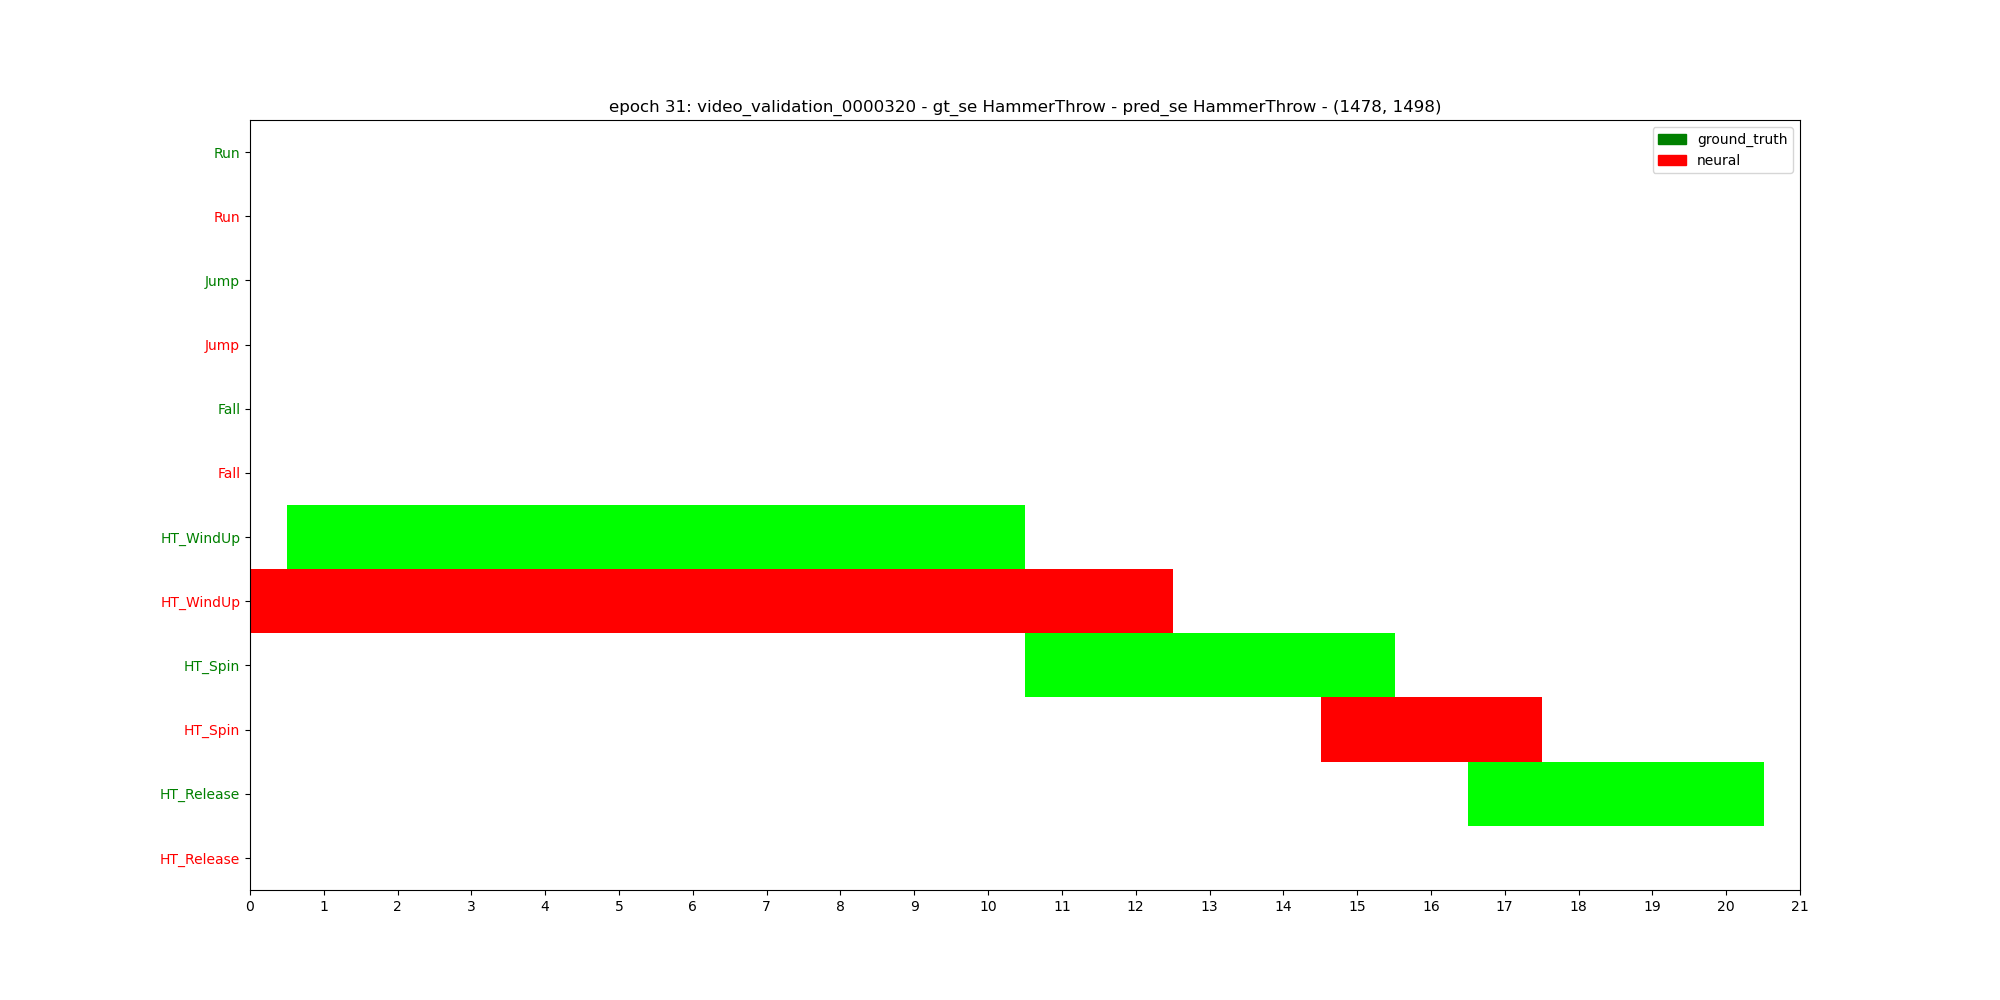 epoch 31: video_validation_0000320 - gt_se HammerThrow - pred_se HammerThrow - (1478, 1498)
ground_truth
neural
Run
Run
Jump
Jump
Fall
Fall
HT_WindUp
HT_WindUp
HT_Spin
HT_Spin
HT_Release
HT_Release
0 1 2 3 4 5 6 7 8 9 10 11 12 13 14 15 16 17 18 19 20 21